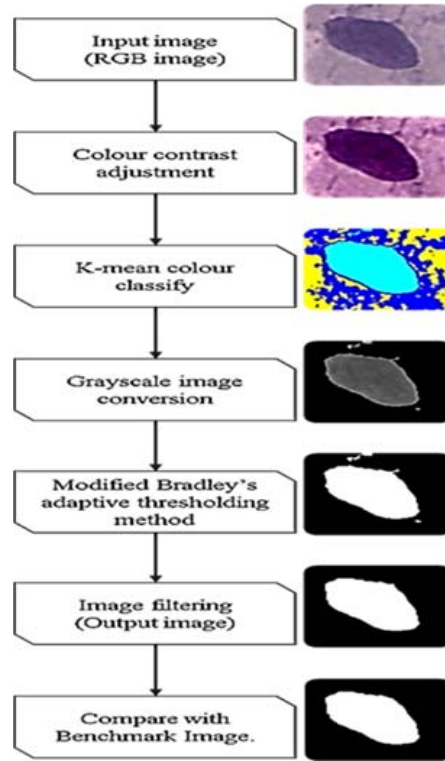 Input image
(RGB image)
Colour contrast
adjustment
K-mean colour
classify
Grayscale image
conversion
Modified Bradley's
adaptive thresholding
method
Image filtering
(Output image)
Compare with
Benchmark Image.